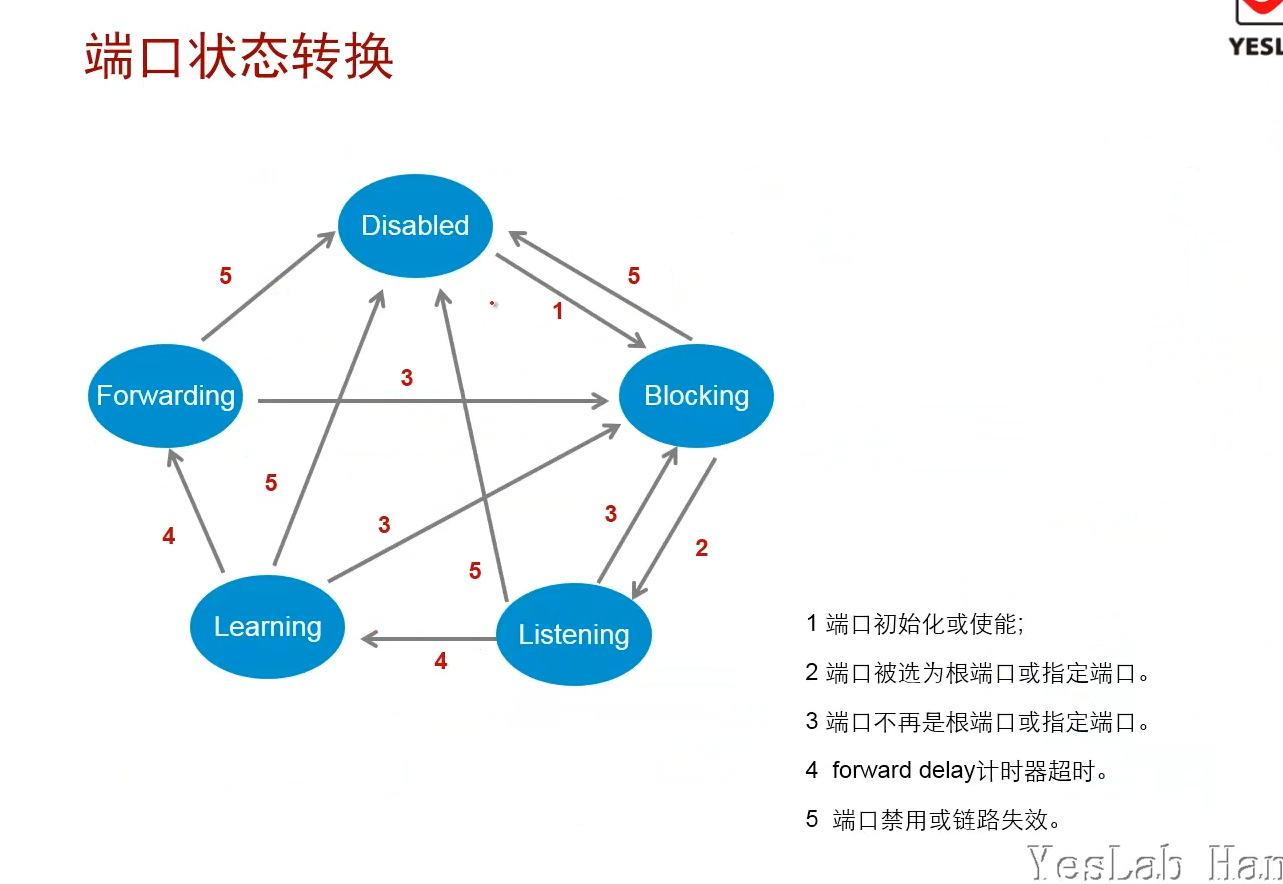 端口状态转换
YESL
Disabled
5
5
1
Forwarding
3
Blocking
5
3
4
3
2
5
Learning
Listening
4
1 端口初始化或使能;
2 端口被选为根端口或指定端口。
3 端口不再是根端口或指定端口。
4 forward delay计时器超时。
5 端口禁用或链路失效。
YesLab Han